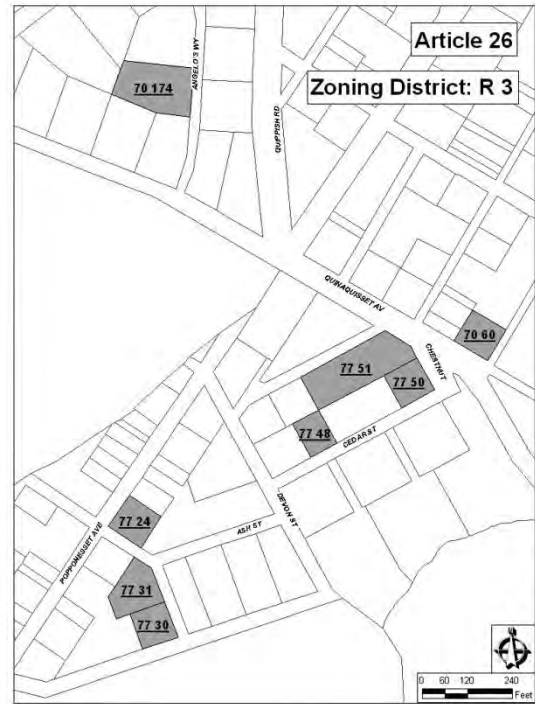 Article 26
Zoning District: R 3
ANGELO'S WY
70 174
QUIPPISH RD
QUINAQUISSET AV
70 60
CHESTNUT
77 51
77 50
77 48
CEDAR ST
77 24
DEVON ST
ASH ST
POPPONESSET AVE
77 31
77 30
0 60 120 240
Feet